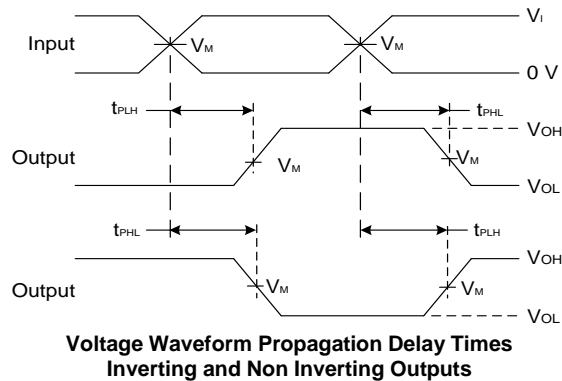 VI
Input
VM
VM
0 V
tPLH
tPHL
VOH
Output
VM
VM
VOL
tPHL
tPLH
VOH
Output
VM
VM
VOL
Voltage Waveform Propagation Delay Times
Inverting and Non Inverting Outputs